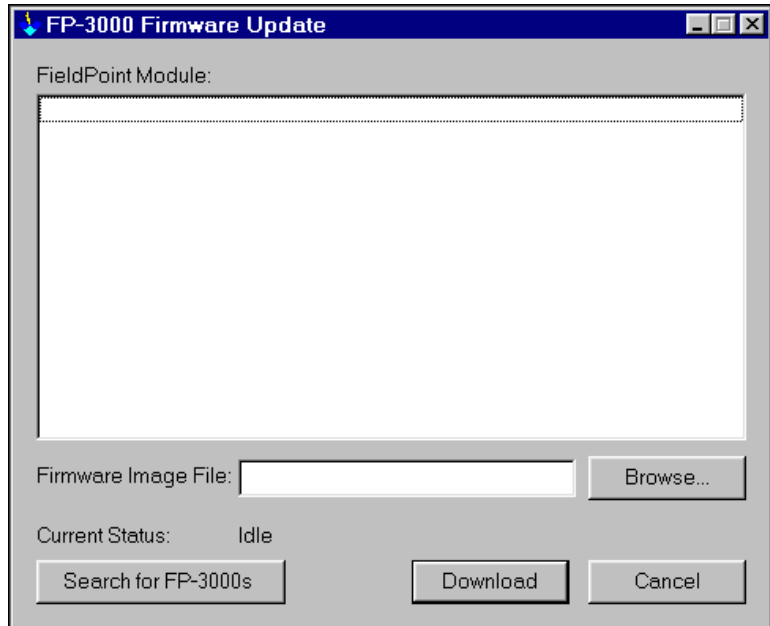 FP-3000 Firmware Update
FieldPoint Module:
Firmware Image File:
Browse...
Current Status: Idle
Search for FP-3000s
Download
Cancel